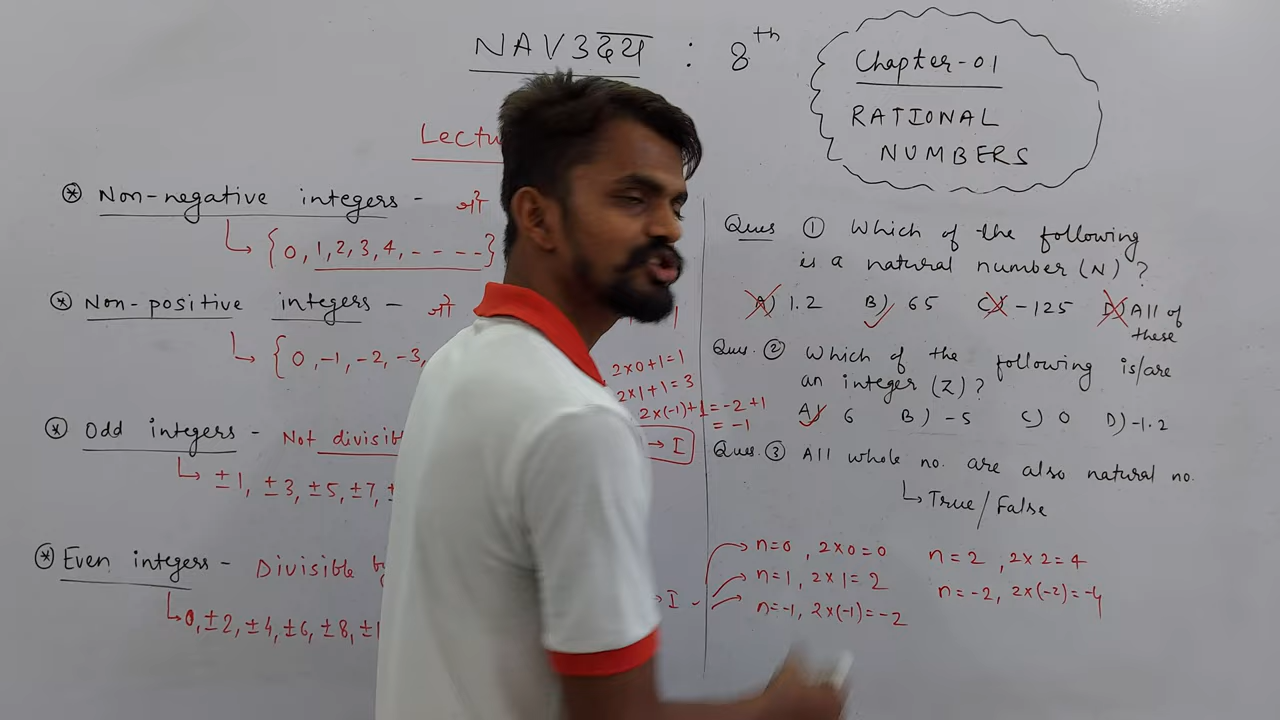 NAV3दय : 8th
Chapter-01
RATIONAL
NUMBERS
Lectu
⊛ Non-negative integers -
{0, 1, 2, 3, 4, - - - -}
⊛ Non-positive integers -
{0, -1, -2, -3,
2×0+1=1
2×1+1=3
2×(-1)+1=-2+1
=-1
⊛ Odd integers - Not divisib
→ I
±1, ±3, ±5, ±7, ±
⊛ Even integers - Divisible by
→ I
0, ±2, ±4, ±6, ±8, ±1
Ques ① Which of the following
is a natural number (N) ?
A) 1.2 B) 65 C) -125 D) All of
these
Ques. ② Which of the following is/are
an integer (Z) ?
A) 6 B) -5 C) 0 D) -1.2
Ques. ③ All whole no. are also natural no.
↳ True/False
n=0, 2×0=0 n=2, 2×2=4
n=1, 2×1=2 n=-2, 2×(-2)=-4
n=-1, 2×(-1)=-2